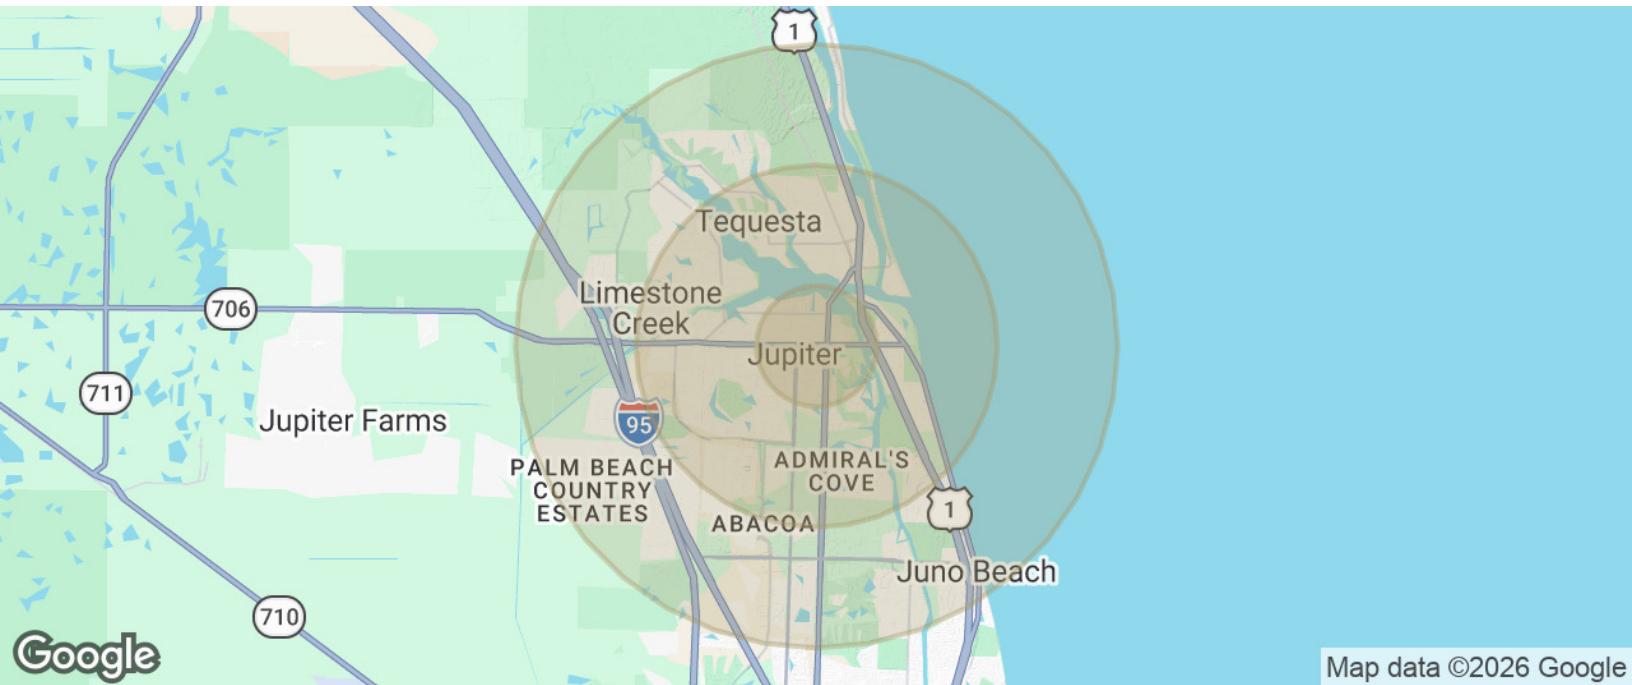 1
Tequesta
Limestone
Creek
706
Jupiter
711
Jupiter Farms
95
PALM BEACH
COUNTRY
ESTATES
ADMIRAL'S
COVE
1
ABACOA
Juno Beach
710
Google
Map data ©2026 Google